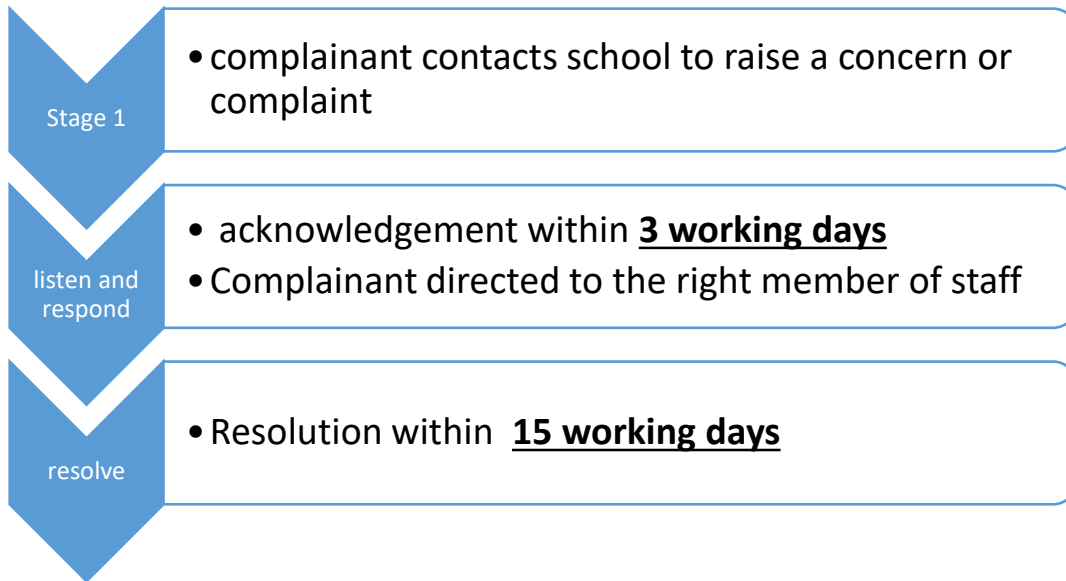 Stage 1
• complainant contacts school to raise a concern or
complaint
listen and
respond
• acknowledgement within 3 working days
• Complainant directed to the right member of staff
resolve
• Resolution within 15 working days